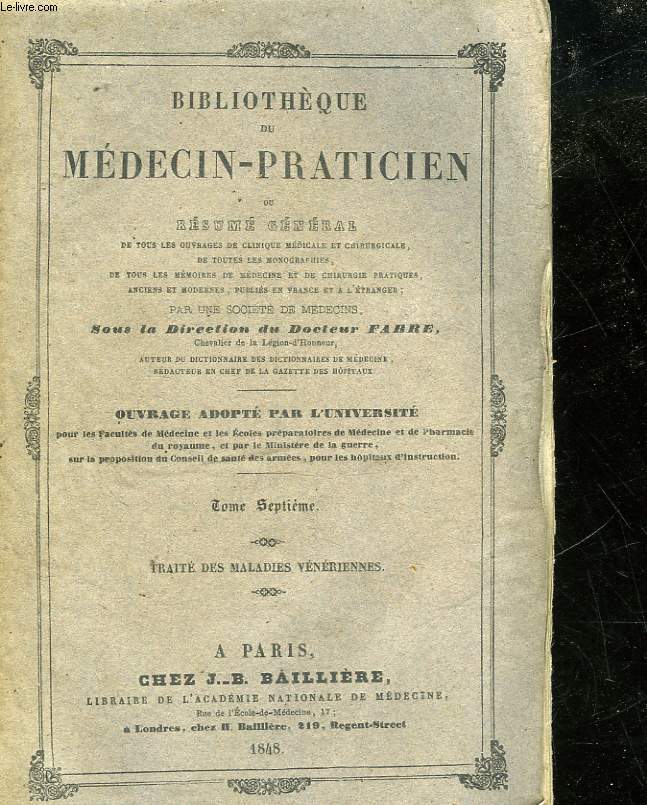 Le-livre.com
BIBLIOTHÈQUE
DU
MÉDECIN-PRATICIEN
OU
RÉSUMÉ GÉNÉRAL
DE TOUS LES OUVRAGES DE CLINIQUE MÉDICALE ET CHIRURGICALE,
DE TOUTES LES MONOGRAPHIES,
DE TOUS LES MÉMOIRES DE MÉDECINE ET DE CHIRURGIE PRATIQUES,
ANCIENS ET MODERNES, PUBLIÉS EN FRANCE ET A L'ÉTRANGER;
PAR UNE SOCIÉTÉ DE MÉDECINS,
Sous la Direction du Docteur FABRE,
Chevalier de la Légion-d'Honneur,
AUTEUR DU DICTIONNAIRE DES DICTIONNAIRES DE MÉDECINE,
RÉDACTEUR EN CHEF DE LA GAZETTE DES HÔPITAUX
OUVRAGE ADOPTÉ PAR L'UNIVERSITÉ
pour les Facultés de Médecine et les Écoles préparatoires de Médecine et de Pharmacie
du royaume, et par le Ministère de la guerre,
sur la proposition du Conseil de santé des armées, pour les hôpitaux d'instruction.
Tome Septième.
TRAITÉ DES MALADIES VÉNÉRIENNES.
A PARIS,
CHEZ J.-B. BAILLIÈRE,
LIBRAIRE DE L'ACADÉMIE NATIONALE DE MÉDECINE,
Rue de l'École-de-Médecine, 17;
à Londres, chez H. Baillière, 219, Regent-Street
1848.